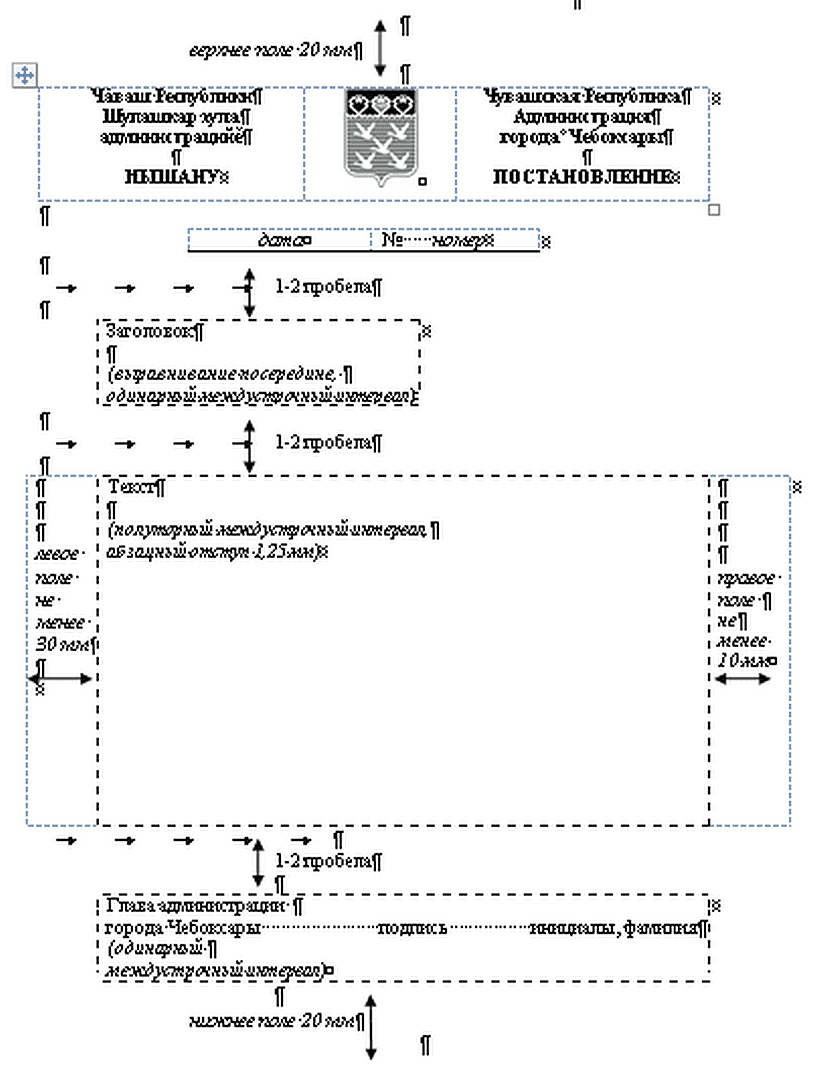 верхнее поле 20 мм
Чăваш Республики
Шупашкар хула
администрацийĕ
ЙЫШĂНУ
Чувашская Республика
Администрация
города Чебоксары
ПОСТАНОВЛЕНИЕ
дата № номер
1-2 пробела
Заголовок
(выравнивание посередине,
одинарный междустрочный интервал)
1-2 пробела
левое
поле
не
менее
30 мм
Текст
(полуторный междустрочный интервал,
абзацный отступ 1,25 мм)
правое
поле
не
менее
10 мм
1-2 пробела
Глава администрации
города Чебоксары подпись инициалы, фамилия
(одинарный
междустрочный интервал)
нижнее поле 20 мм